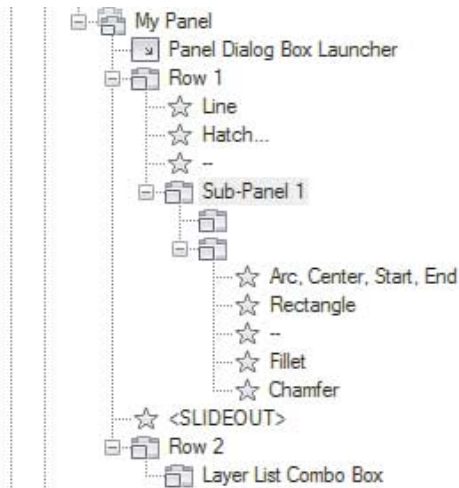 My Panel
Panel Dialog Box Launcher
Row 1
Line
Hatch...
--
Sub-Panel 1
Arc, Center, Start, End
Rectangle
--
Fillet
Chamfer
<SLIDEOUT>
Row 2
Layer List Combo Box